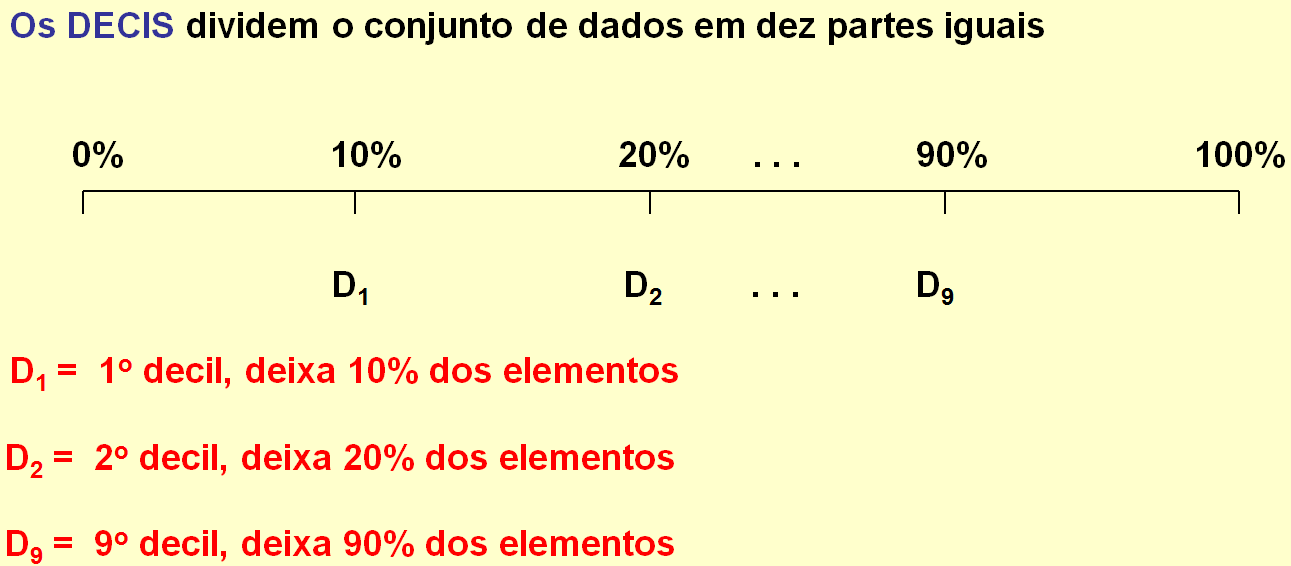 Os DECIS dividem o conjunto de dados em dez partes iguais
0% 10% 20% . . . 90% 100%
D₁ D₂ . . . D₉
D₁ = 1º decil, deixa 10% dos elementos
D₂ = 2º decil, deixa 20% dos elementos
D₉ = 9º decil, deixa 90% dos elementos